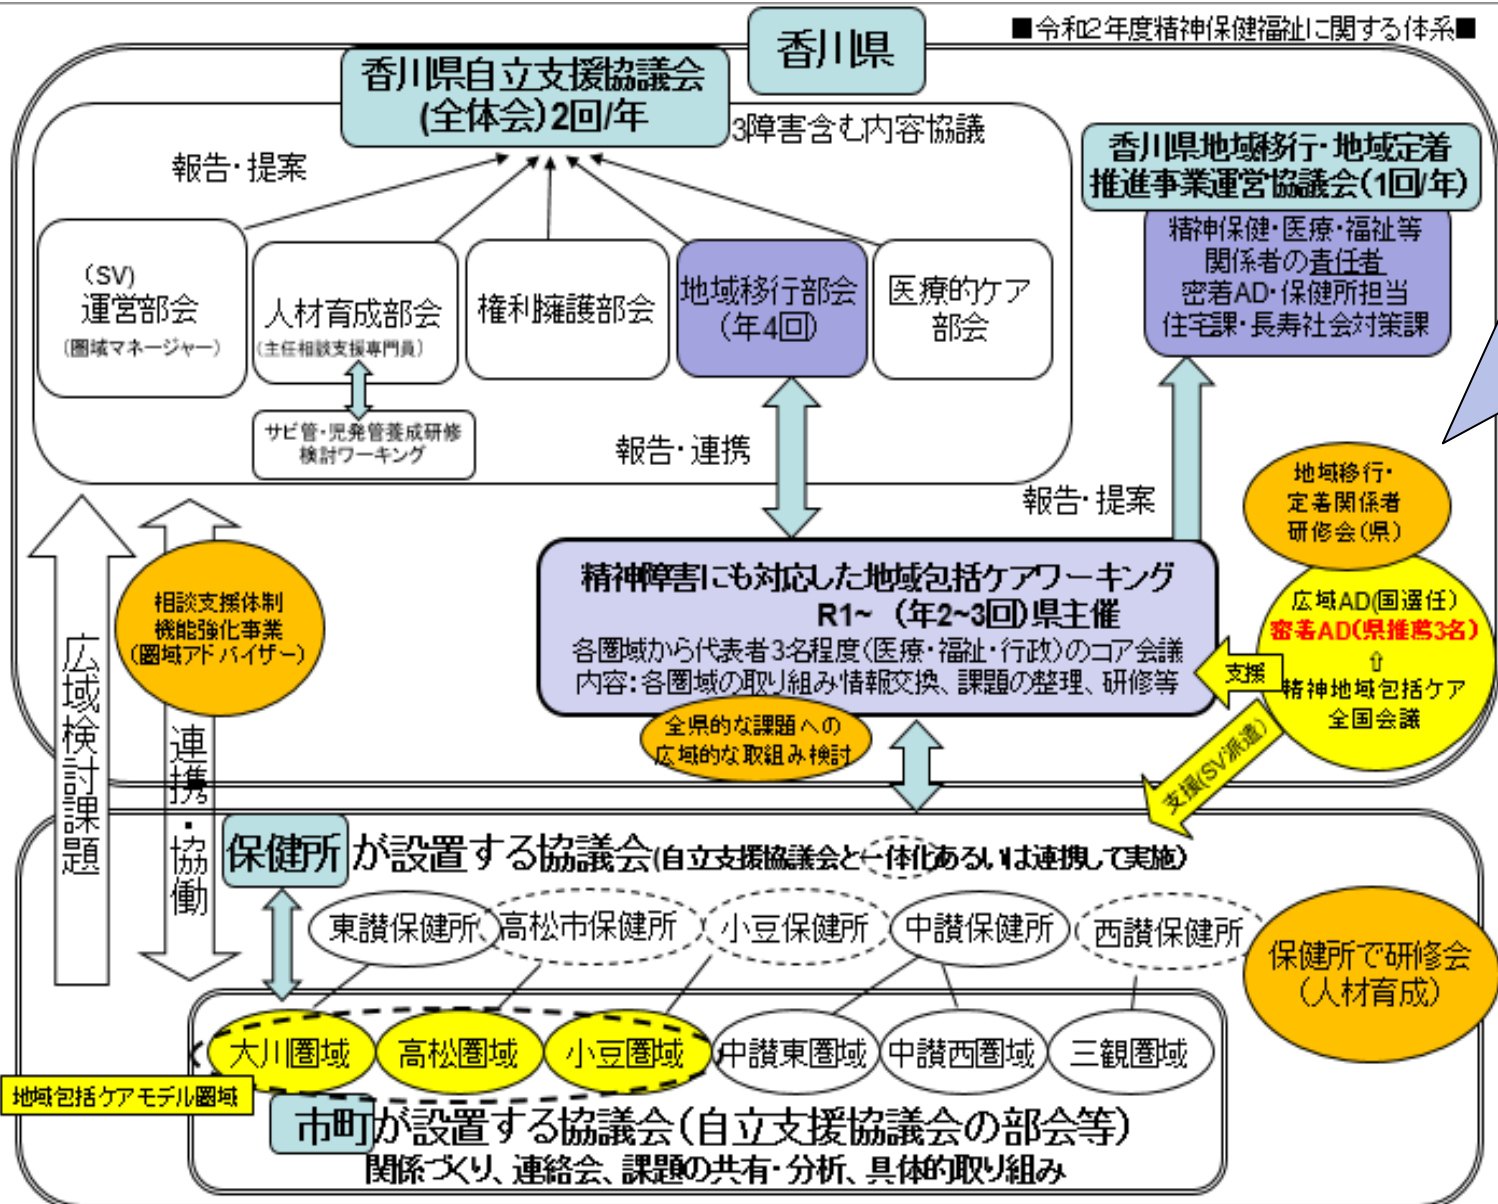 ■令和2年度精神保健福祉に関する体系■
香川県
香川県自立支援協議会
(全体会)2回/年
3障害含む内容協議
報告・提案
(SV)
運営部会
(圏域マネージャー)
人材育成部会
(主任相談支援専門員)
権利擁護部会
地域移行部会
(年4回)
医療的ケア
部会
サビ管・児発管養成研修
検討ワーキング
香川県地域移行・地域定着
推進事業運営協議会(1回/年)
精神保健・医療・福祉等
関係者の責任者
密着AD・保健所担当
住宅課・長寿社会対策課
報告・連携
報告・提案
地域移行・
定着関係者
研修会(県)
精神障害にも対応した地域包括ケアワーキング
R1~ (年2~3回)県主催
各圏域から代表者3名程度(医療・福祉・行政)のコア会議
内容:各圏域の取り組み情報交換、課題の整理、研修等
広域AD(国選任)
密着AD(県推薦3名)
⇧
精神地域包括ケア
全国会議
支援
支援(SV派遣)
全県的な課題への
広域的な取組み検討
相談支援体制
機能強化事業
(圏域アドバイザー)
広域検討課題
連携・協働
保健所が設置する協議会(自立支援協議会と一体化あるいは連携して実施)
東讃保健所
高松市保健所
小豆保健所
中讃保健所
西讃保健所
保健所で研修会
(人材育成)
大川圏域
高松圏域
小豆圏域
中讃東圏域
中讃西圏域
三観圏域
地域包括ケアモデル圏域
市町が設置する協議会(自立支援協議会の部会等)
関係づくり、連絡会、課題の共有・分析、具体的取り組み